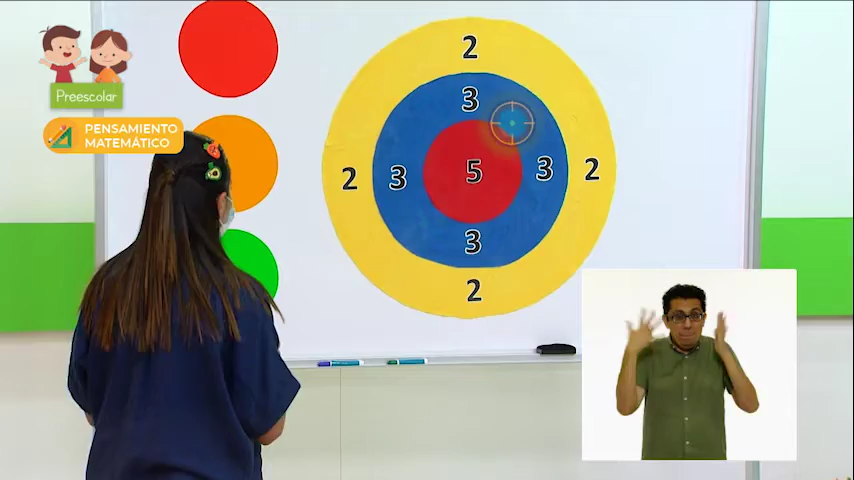 Preescolar
PENSAMIENTO
MATEMÁTICO
2
3
2 3 5 3 2
3
2